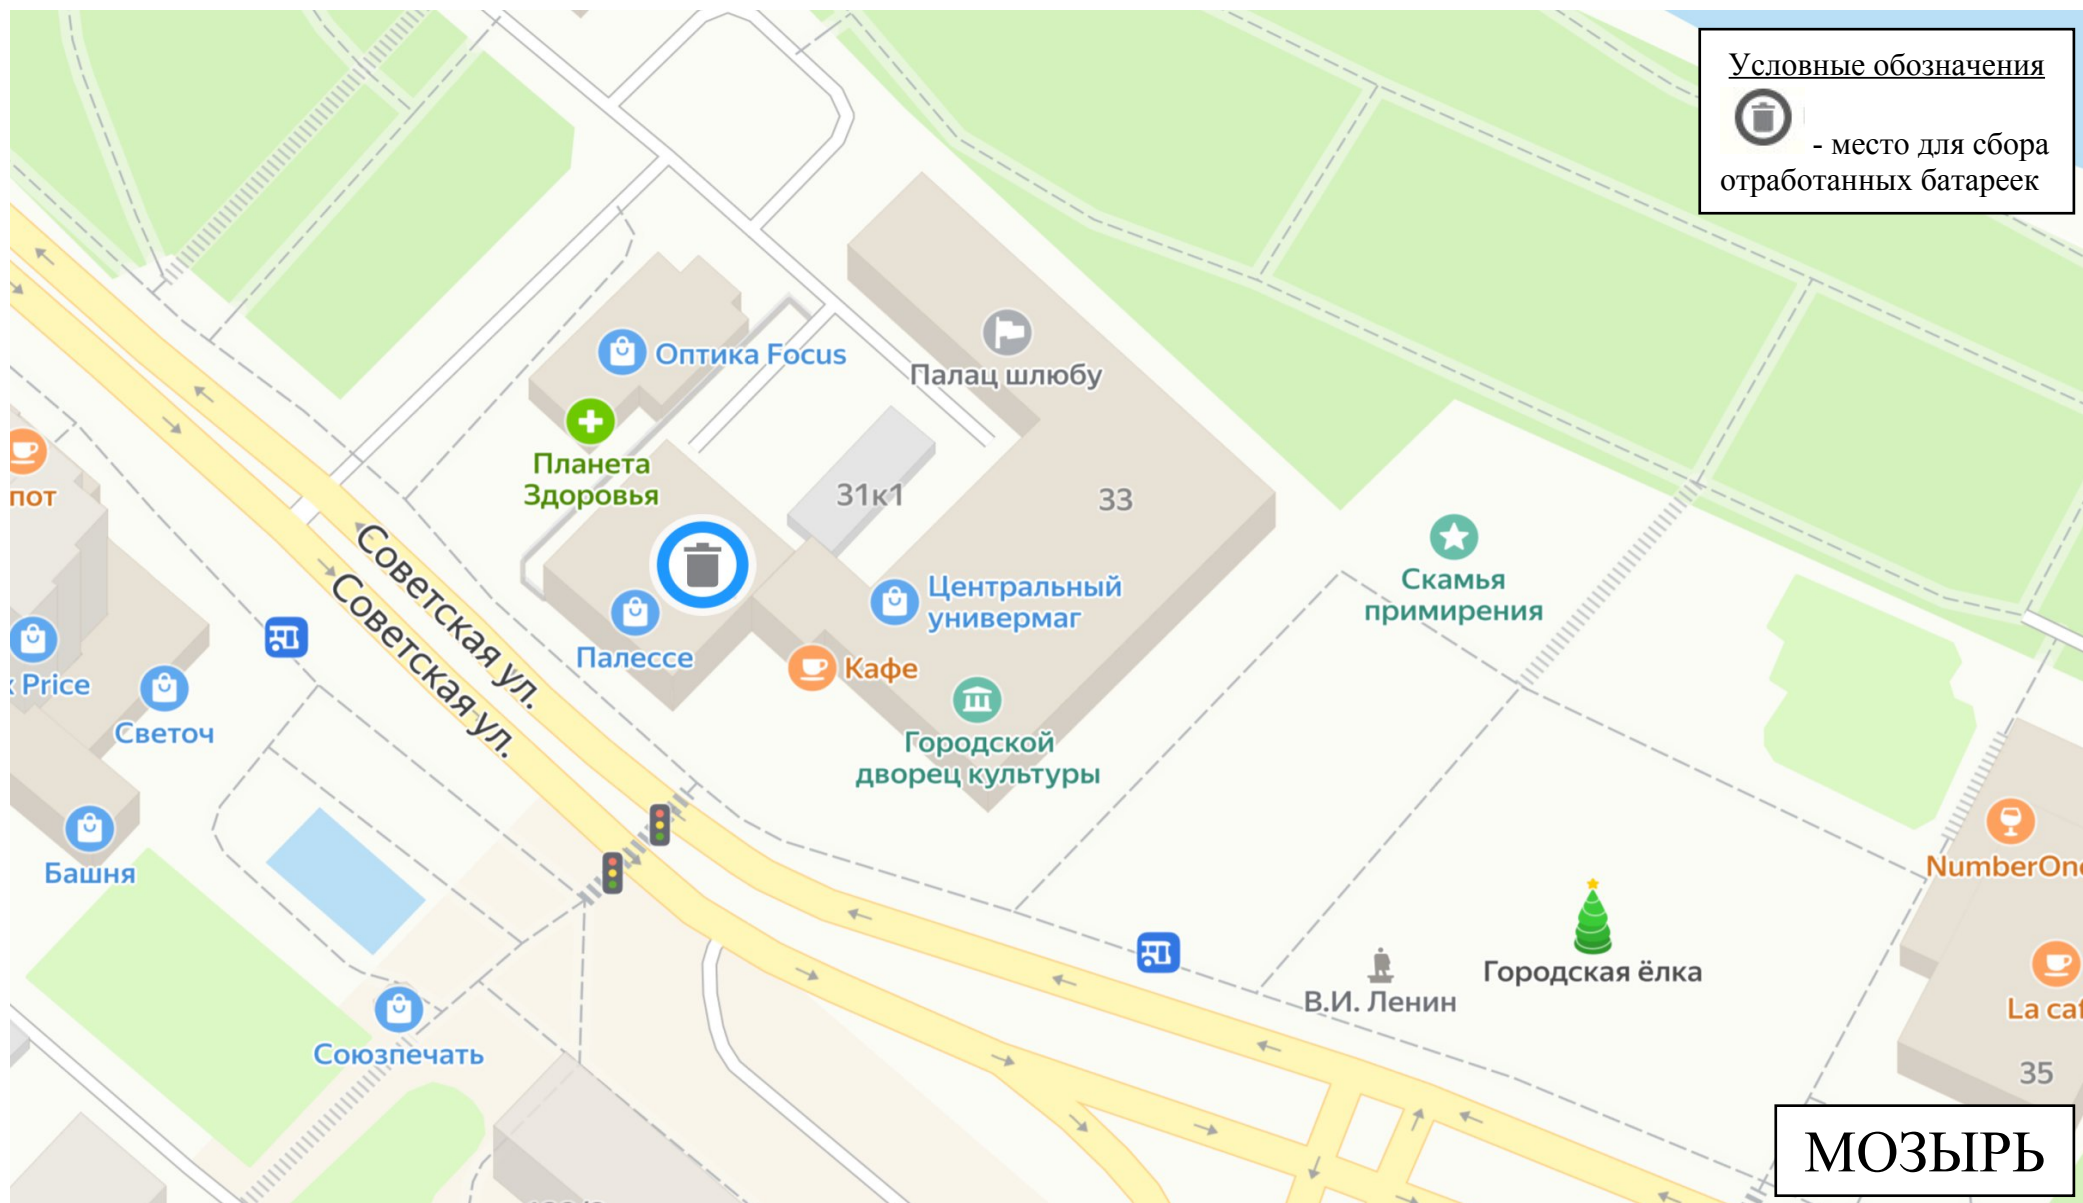 Условные обозначения
- место для сбора
отработанных батареек
Оптика Focus
Палац шлюбу
Планета
Здоровья
31к1
33
пот
Советская ул.
Советская ул.
Скамья
примирения
Центральный
универмаг
Палессе
Кафе
Price
Светоч
Городской
дворец культуры
Башня
NumberOne
Городская ёлка
В.И. Ленин
La caf
Союзпечать
35
МОЗЫРЬ